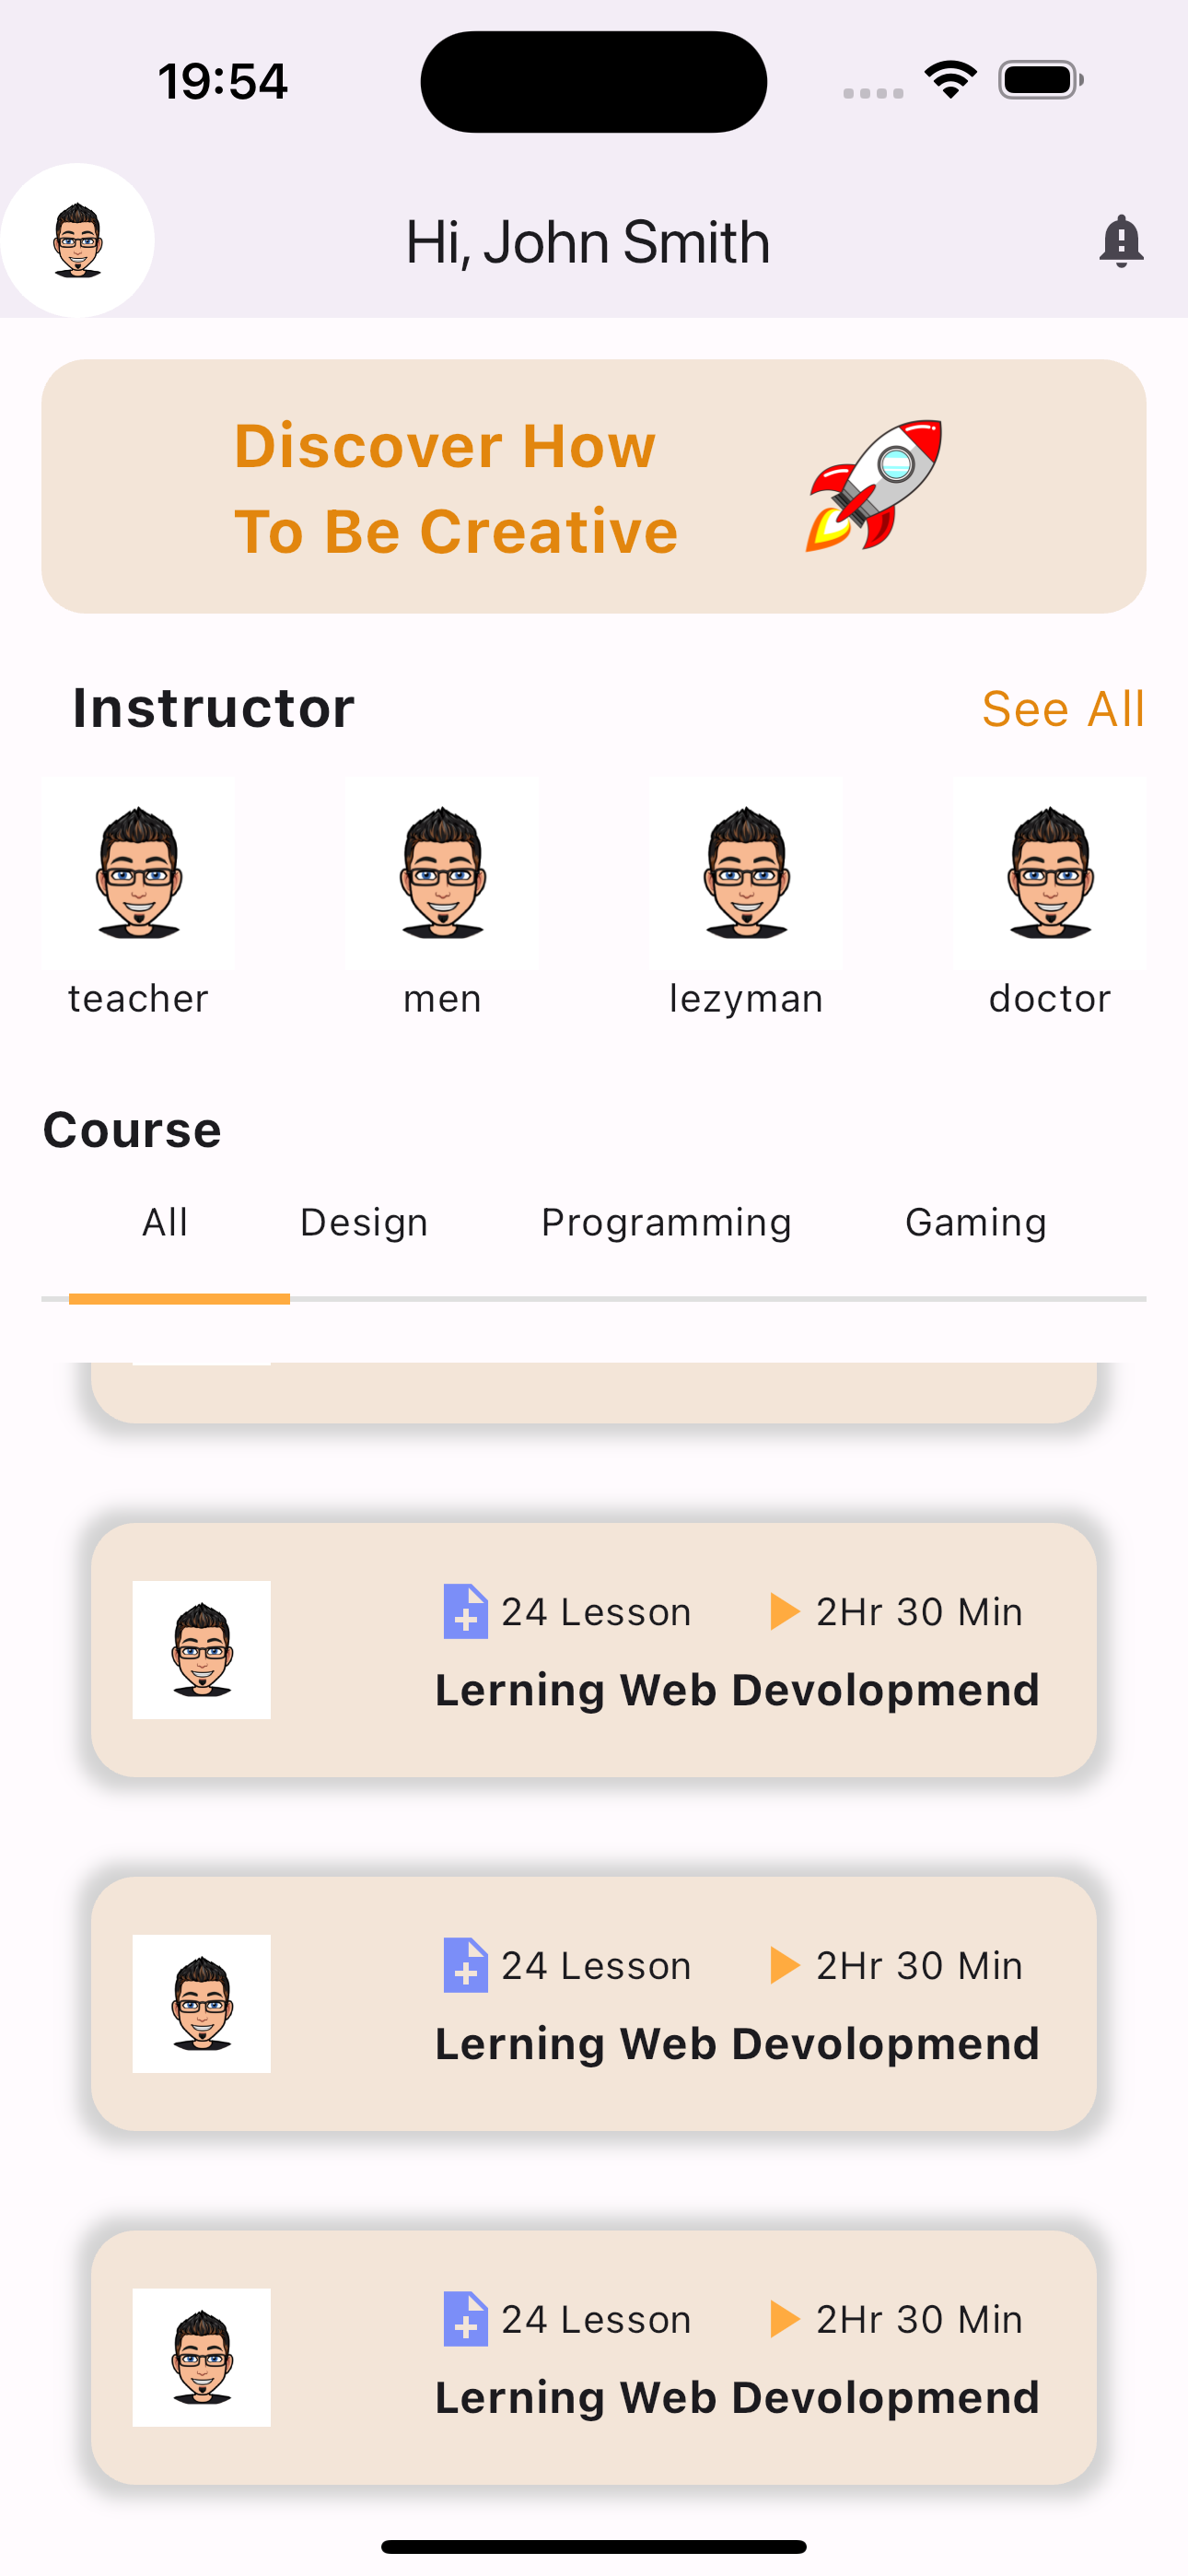 19:54
Hi, John Smith
Discover How
To Be Creative
Instructor
See All
teacher
men
lezyman
doctor
Course
All
Design
Programming
Gaming
24 Lesson
2Hr 30 Min
Lerning Web Devolopmend
24 Lesson
2Hr 30 Min
Lerning Web Devolopmend
24 Lesson
2Hr 30 Min
Lerning Web Devolopmend